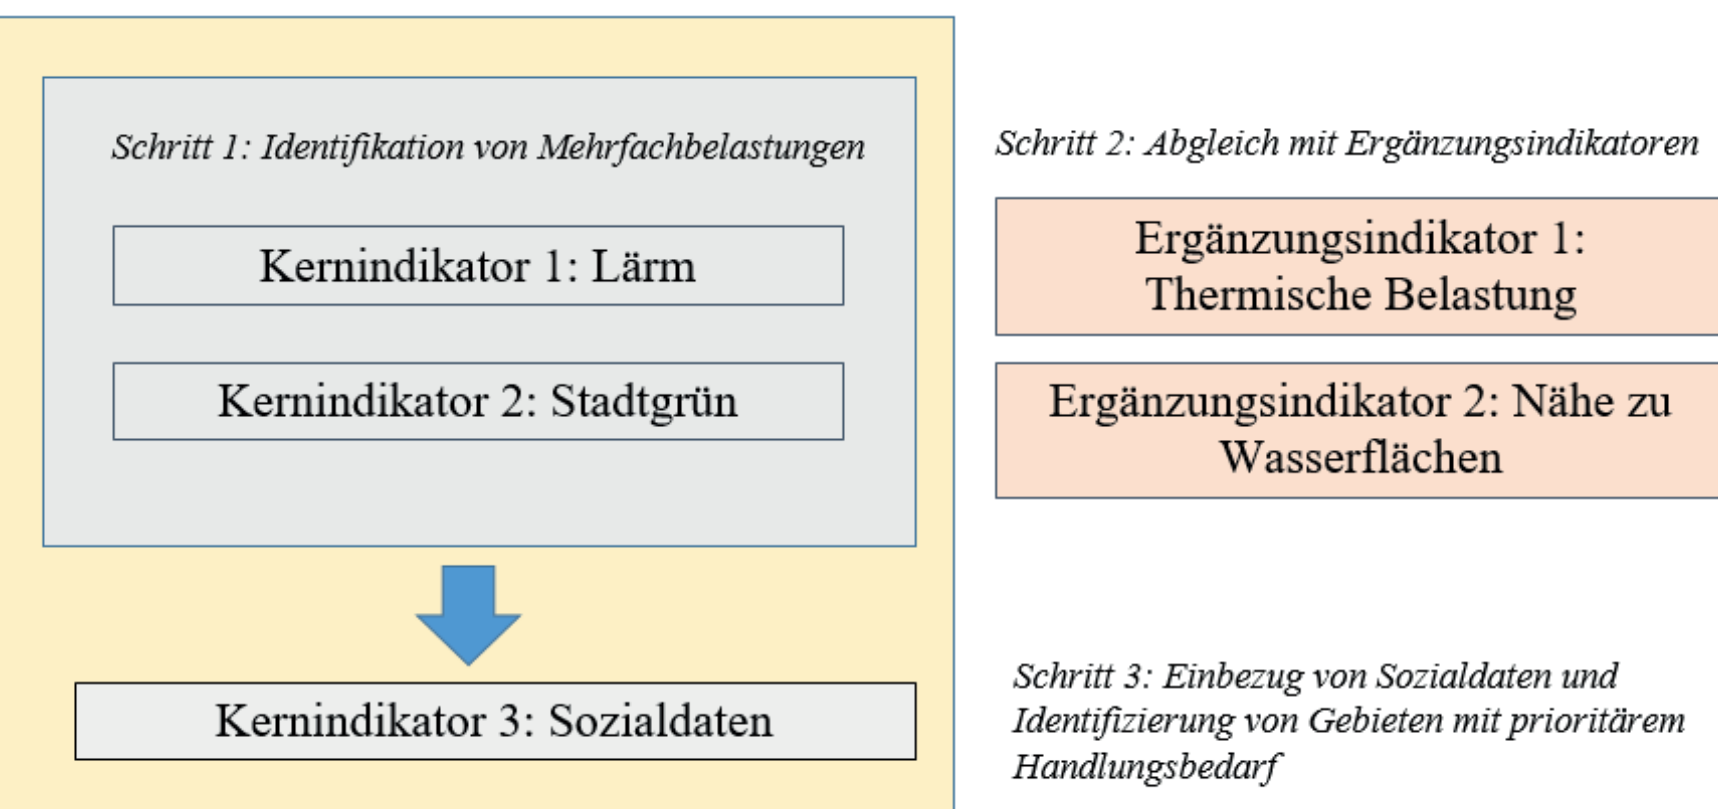 Schritt 1: Identifikation von Mehrfachbelastungen
Kernindikator 1: Lärm
Kernindikator 2: Stadtgrün
Kernindikator 3: Sozialdaten
Schritt 2: Abgleich mit Ergänzungsindikatoren
Ergänzungsindikator 1:
Thermische Belastung
Ergänzungsindikator 2: Nähe zu
Wasserflächen
Schritt 3: Einbezug von Sozialdaten und
Identifizierung von Gebieten mit prioritärem
Handlungsbedarf